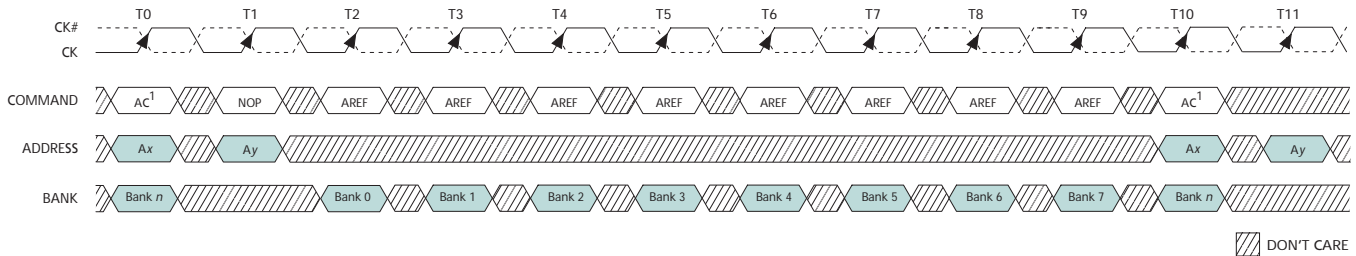 T0 T1 T2 T3 T4 T5 T6 T7 T8 T9 T10 T11
CK#
CK
COMMAND AC1 NOP AREF AREF AREF AREF AREF AREF AREF AREF AC1
ADDRESS Ax Ay Ax Ay
BANK Bank n Bank 0 Bank 1 Bank 2 Bank 3 Bank 4 Bank 5 Bank 6 Bank 7 Bank n
DON'T CARE